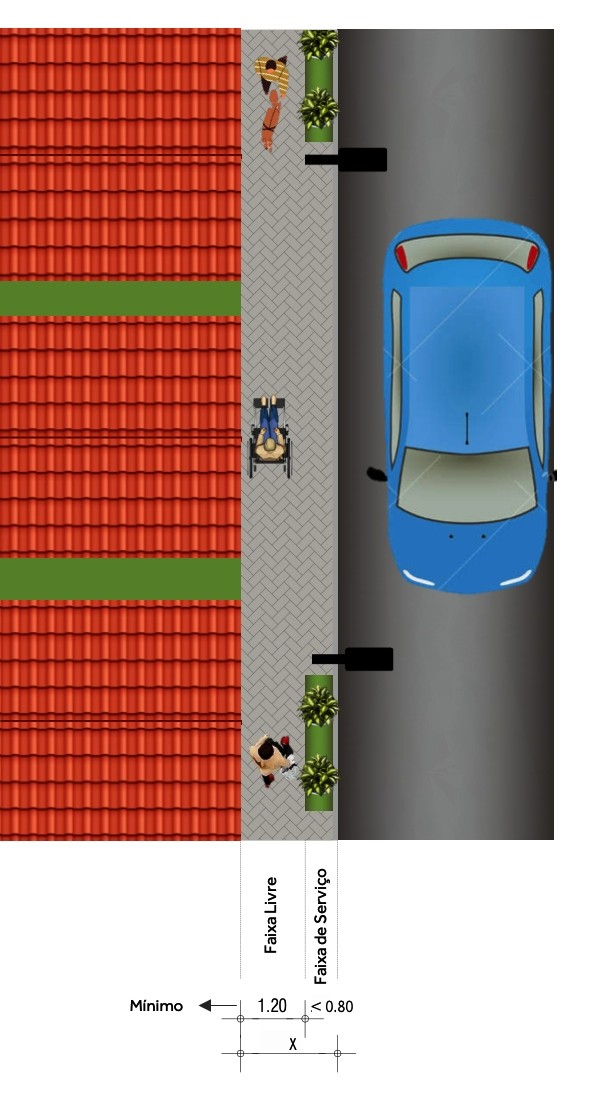 Faixa Livre
Faixa de Serviço
Mínimo
1.20
< 0.80
X